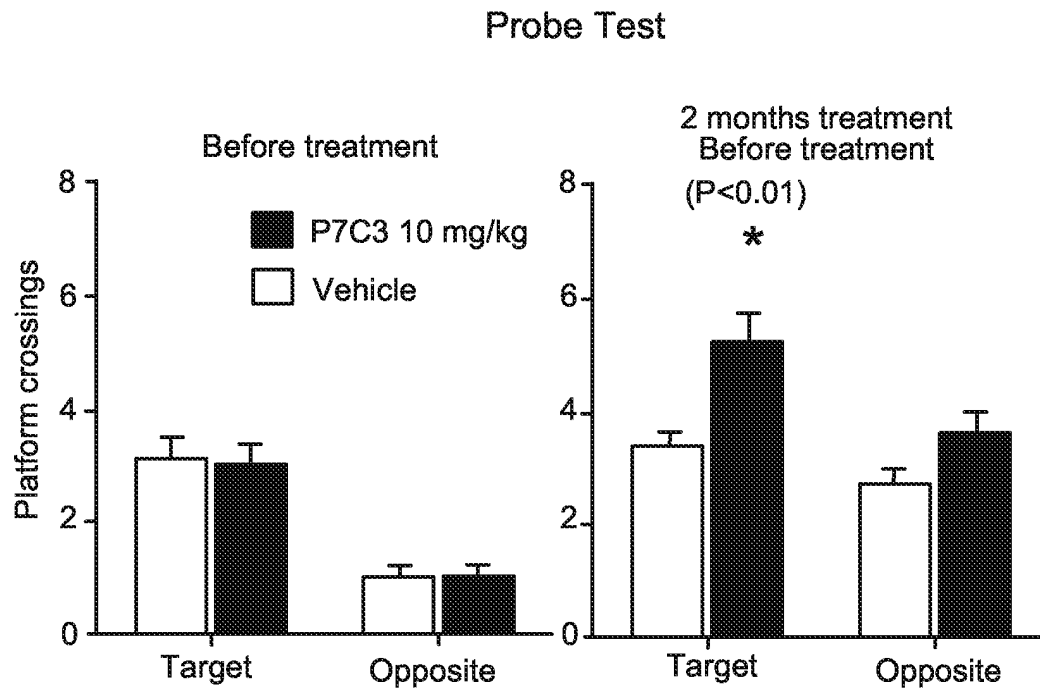 Probe Test
Before treatment
8
P7C3 10 mg/kg
Vehicle
6
4
2
0
Platform crossings
Target
Opposite
2 months treatment
Before treatment
(P<0.01)
*
8
6
4
2
0
Target
Opposite